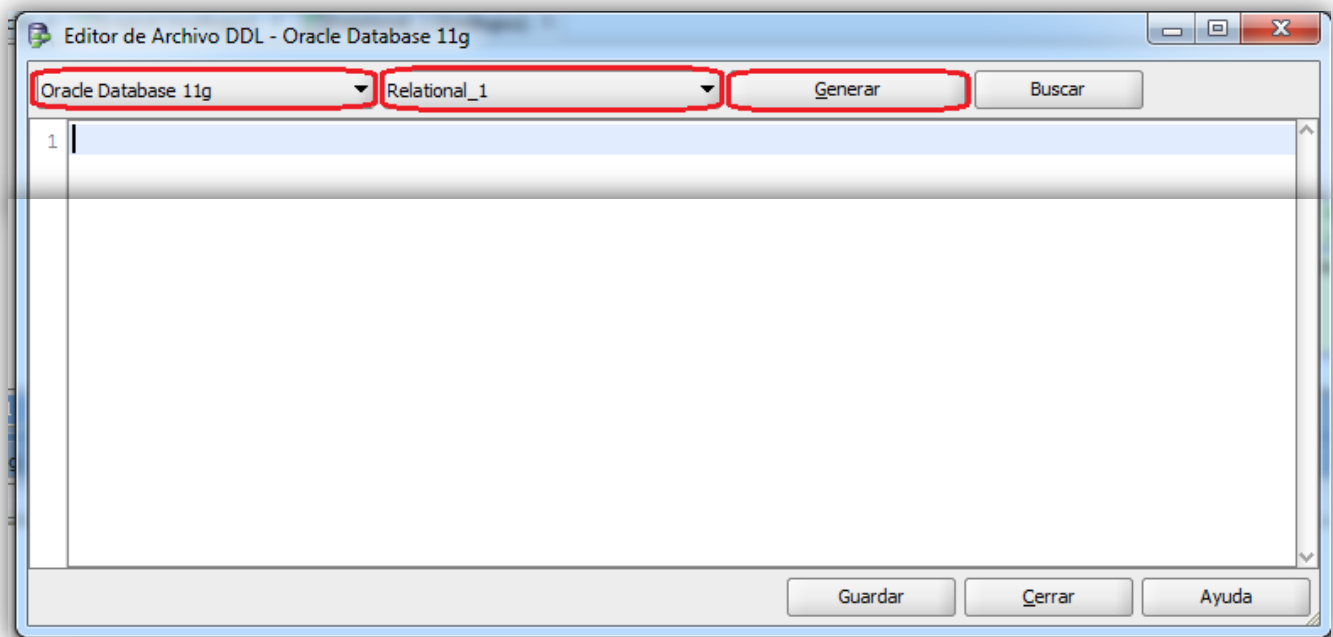 Editor de Archivo DDL - Oracle Database 11g
Oracle Database 11g Relational_1 Generar Buscar
1
Guardar Cerrar Ayuda